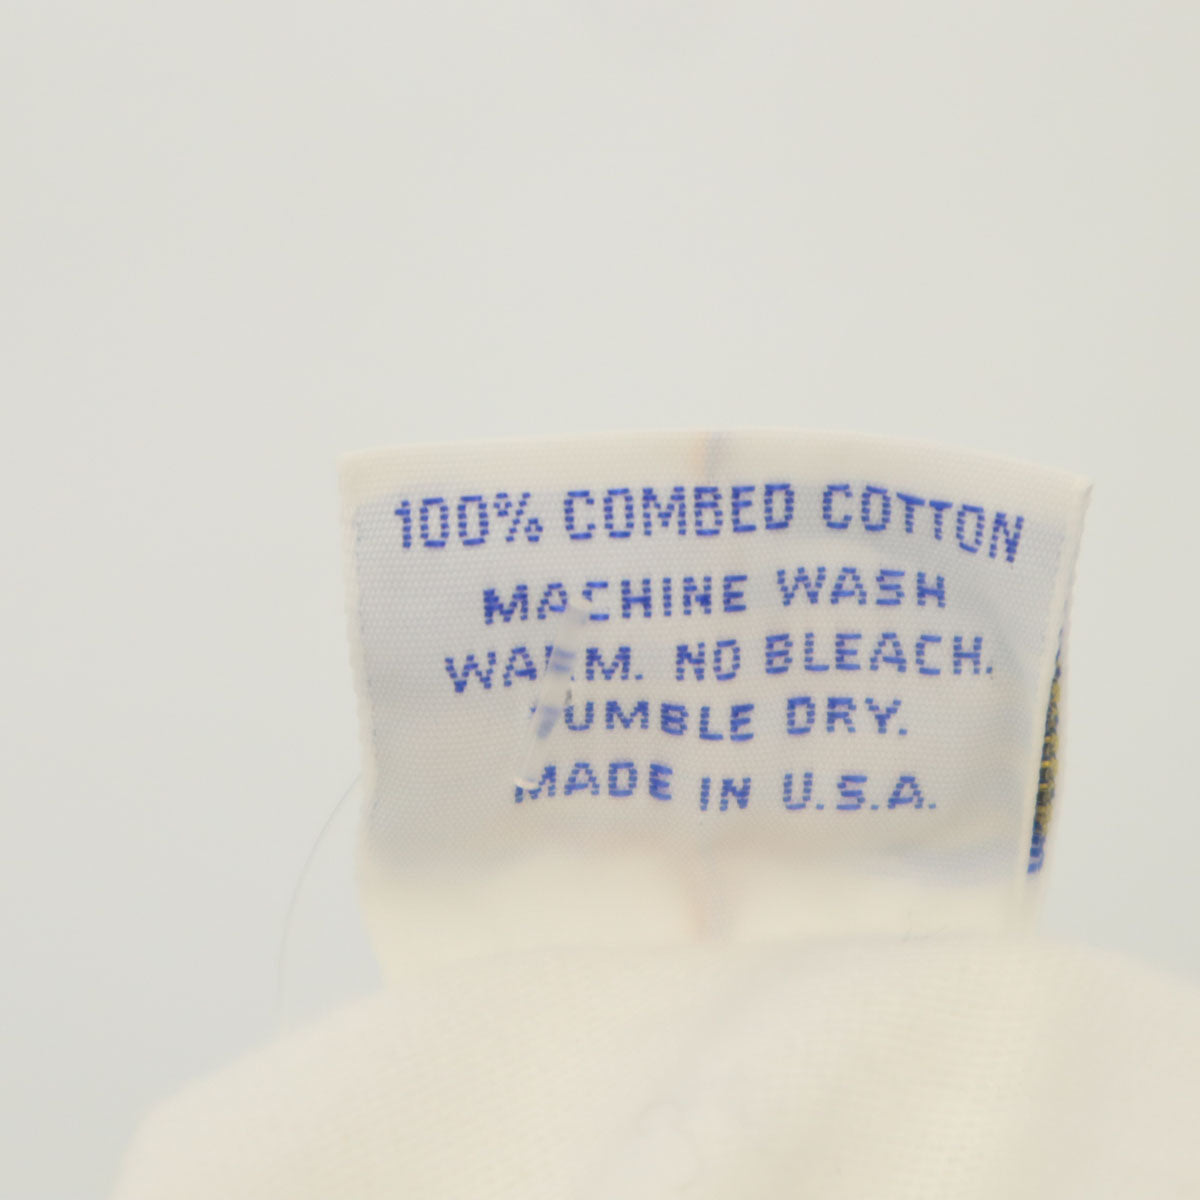 100% COMBED COTTON
MACHINE WASH
WARM. NO BLEACH.
TUMBLE DRY.
MADE IN U.S.A.